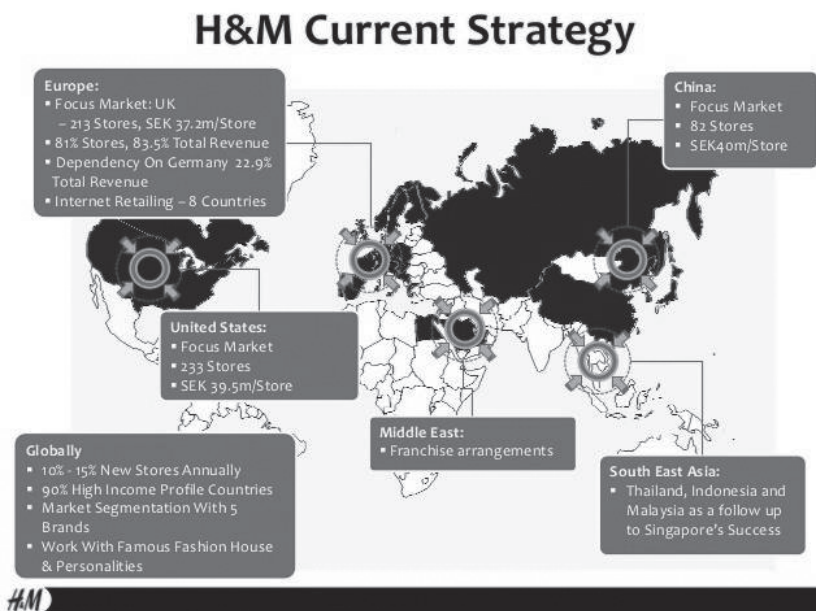 H&M Current Strategy
Europe:
▪ Focus Market: UK
– 213 Stores, SEK 37.2m/Store
▪ 81% Stores, 83.5% Total Revenue
▪ Dependency On Germany 22.9%
Total Revenue
▪ Internet Retailing – 8 Countries
China:
▪ Focus Market
▪ 82 Stores
▪ SEK40m/Store
United States:
▪ Focus Market
▪ 233 Stores
▪ SEK 39.5m/Store
Middle East:
▪ Franchise arrangements
Globally
▪ 10% - 15% New Stores Annually
▪ 90% High Income Profile Countries
▪ Market Segmentation With 5
Brands
▪ Work With Famous Fashion House
& Personalities
South East Asia:
▪ Thailand, Indonesia and
Malaysia as a follow up
to Singapore's Success
H&M